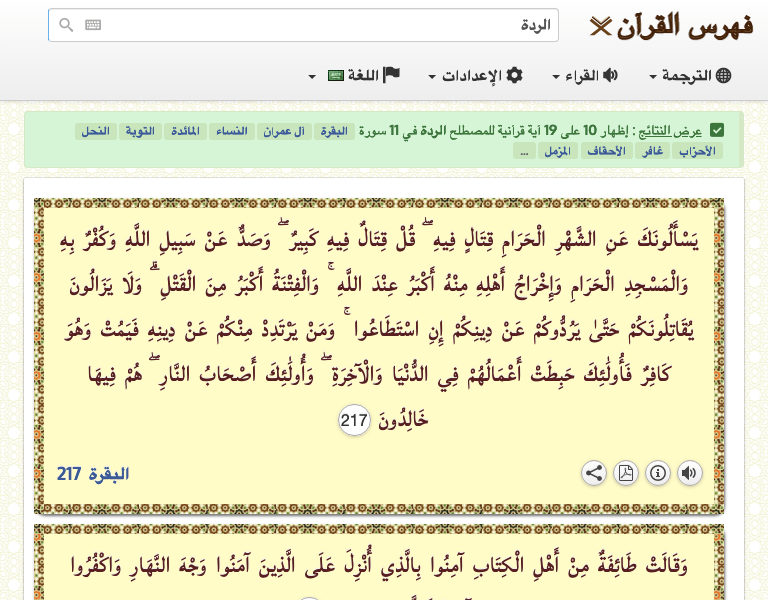 فهرس القرآن
الردة
الترجمة
القراء
الإعدادات
اللغة
عرض النتائج : إظهار 10 على 19 آية قرآنية للمصطلح الردة في 11 سورة البقرة آل عمران النساء المائدة التوبة النحل
الأحزاب غافر الأحقاف المزمل ...
يَسْأَلُونَكَ عَنِ الشَّهْرِ الْحَرَامِ قِتَالٍ فِيهِ ۖ قُلْ قِتَالٌ فِيهِ كَبِيرٌ ۖ وَصَدٌّ عَنْ سَبِيلِ اللَّهِ وَكُفْرٌ بِهِ
وَالْمَسْجِدِ الْحَرَامِ وَإِخْرَاجُ أَهْلِهِ مِنْهُ أَكْبَرُ عِنْدَ اللَّهِ ۚ وَالْفِتْنَةُ أَكْبَرُ مِنَ الْقَتْلِ ۗ وَلَا يَزَالُونَ
يُقَاتِلُونَكُمْ حَتَّىٰ يَرُدُّوكُمْ عَنْ دِينِكُمْ إِنِ اسْتَطَاعُوا ۚ وَمَنْ يَرْتَدِدْ مِنْكُمْ عَنْ دِينِهِ فَيَمُتْ وَهُوَ
كَافِرٌ فَأُولَٰئِكَ حَبِطَتْ أَعْمَالُهُمْ فِي الدُّنْيَا وَالْآخِرَةِ ۖ وَأُولَٰئِكَ أَصْحَابُ النَّارِ ۖ هُمْ فِيهَا
خَالِدُونَ 217
البقرة 217
وَقَالَتْ طَائِفَةٌ مِنْ أَهْلِ الْكِتَابِ آمِنُوا بِالَّذِي أُنْزِلَ عَلَى الَّذِينَ آمَنُوا وَجْهَ النَّهَارِ وَاكْفُرُوا